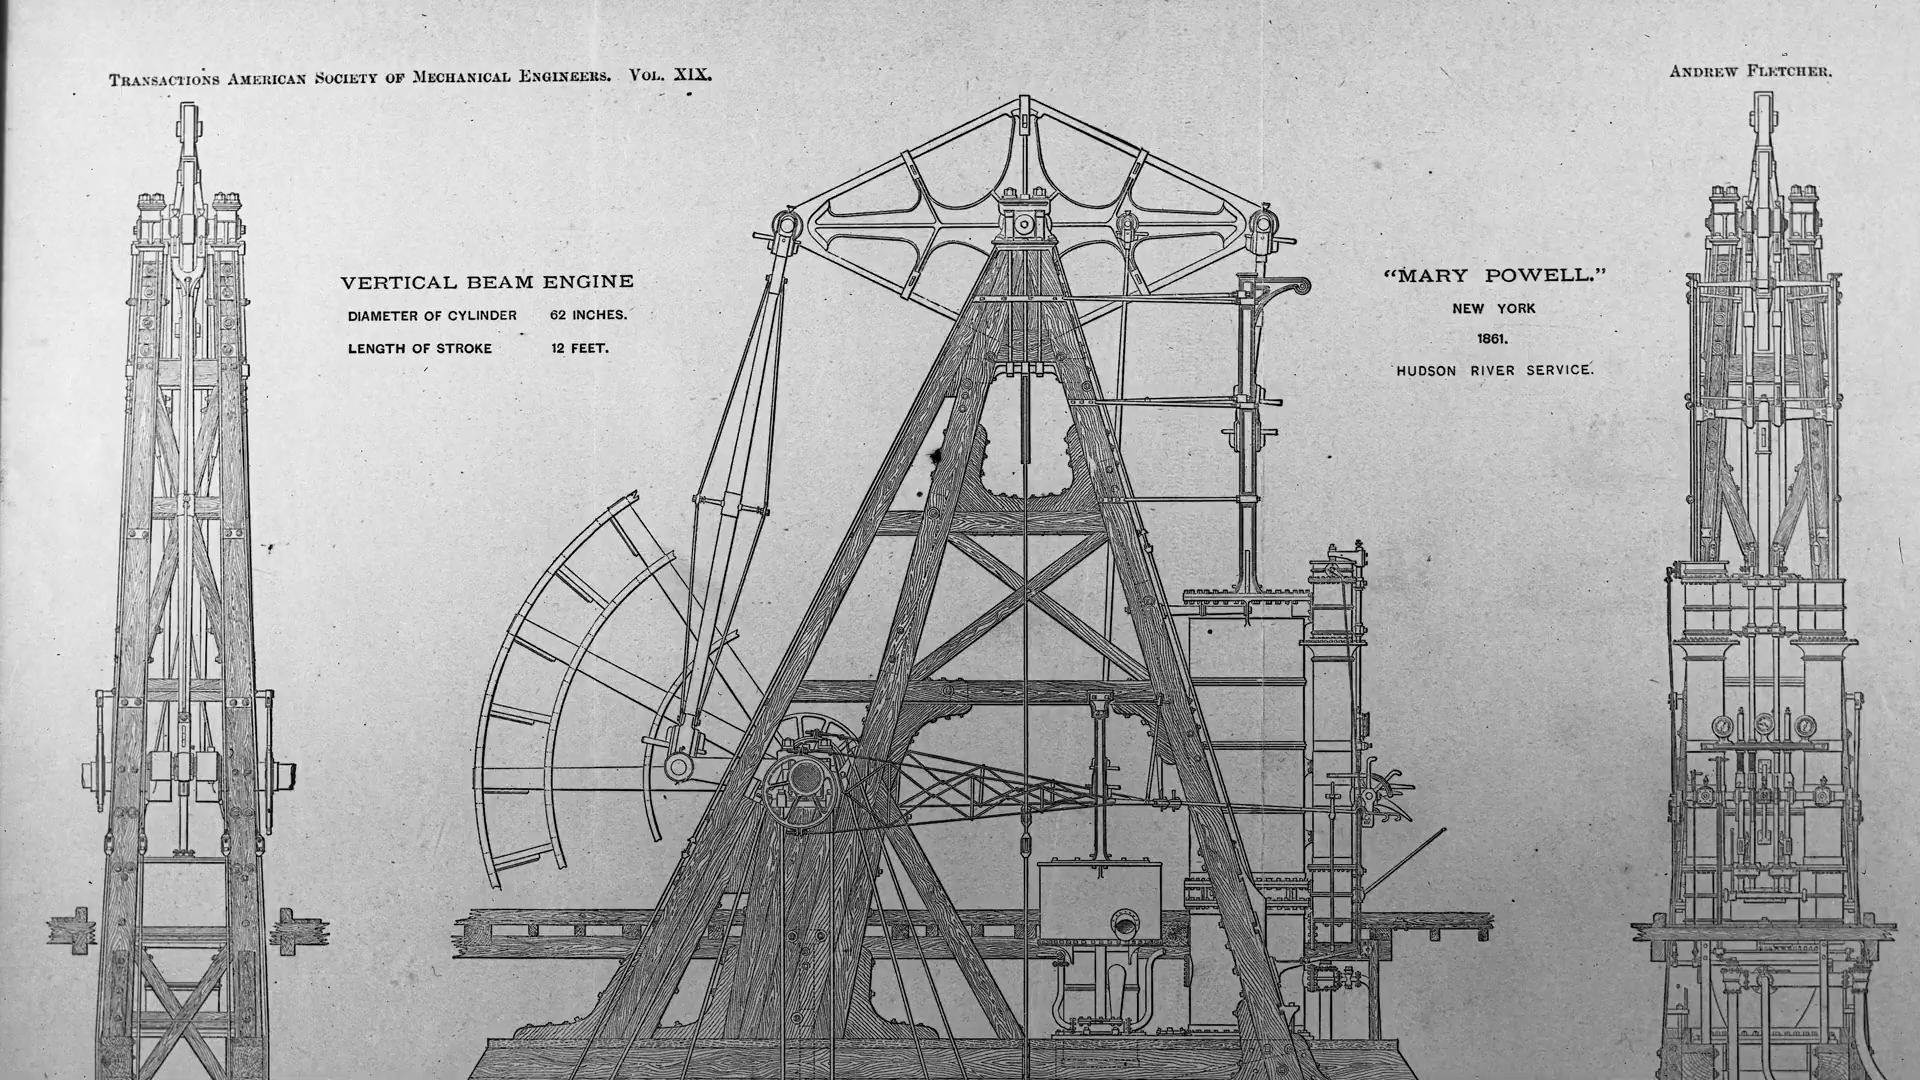 TRANSACTIONS AMERICAN SOCIETY OF MECHANICAL ENGINEERS. VOL. XIX.
ANDREW FLETCHER.
VERTICAL BEAM ENGINE
DIAMETER OF CYLINDER 62 INCHES.
LENGTH OF STROKE 12 FEET.
“MARY POWELL.”
NEW YORK
1861.
HUDSON RIVER SERVICE.